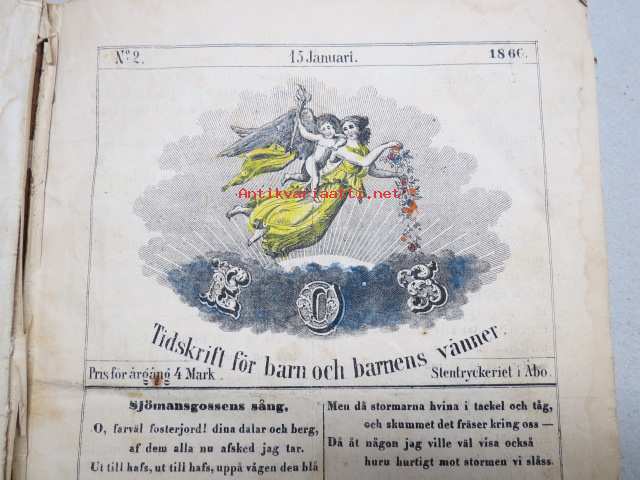 No. 2.
15 Januari.
1866.
Antikvariaatti.net
EOS
Tidskrift för barn och barnens vänner.
Pris för årgång 4 Mark.
Stentryckeriet i Åbo
Sjömansgossens sång.
O, farväl fosterjord! dina dalar och berg,
af dem alla nu afsked jag tar.
Ut till hafs, ut till hafs, uppå vågen den blå
Men då stormarna hvina i tackel och tåg,
och skummet det fräser kring oss —
Då åt någon jag ville väl visa också
huru hurtigt mot stormen vi slåss.